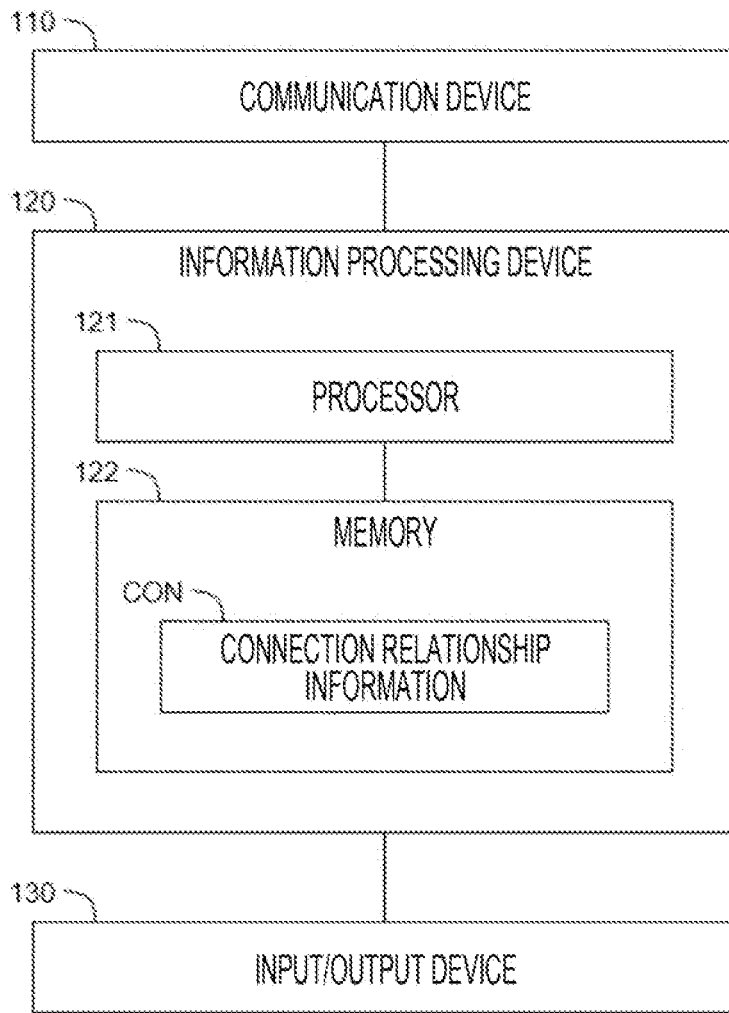 110
COMMUNICATION DEVICE
120
INFORMATION PROCESSING DEVICE
121
PROCESSOR
122
MEMORY
CON
CONNECTION RELATIONSHIP
INFORMATION
130
INPUT/OUTPUT DEVICE